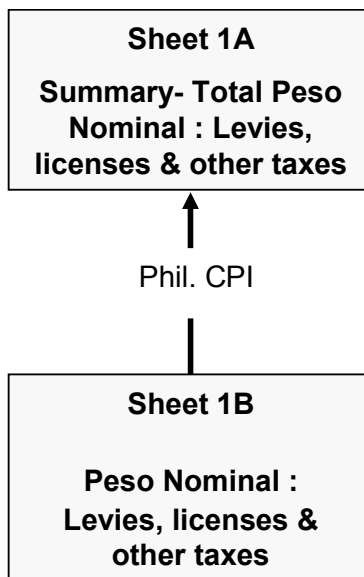 Sheet 1A
Summary- Total Peso
Nominal : Levies,
licenses & other taxes
Phil. CPI
Sheet 1B
Peso Nominal :
Levies, licenses &
other taxes